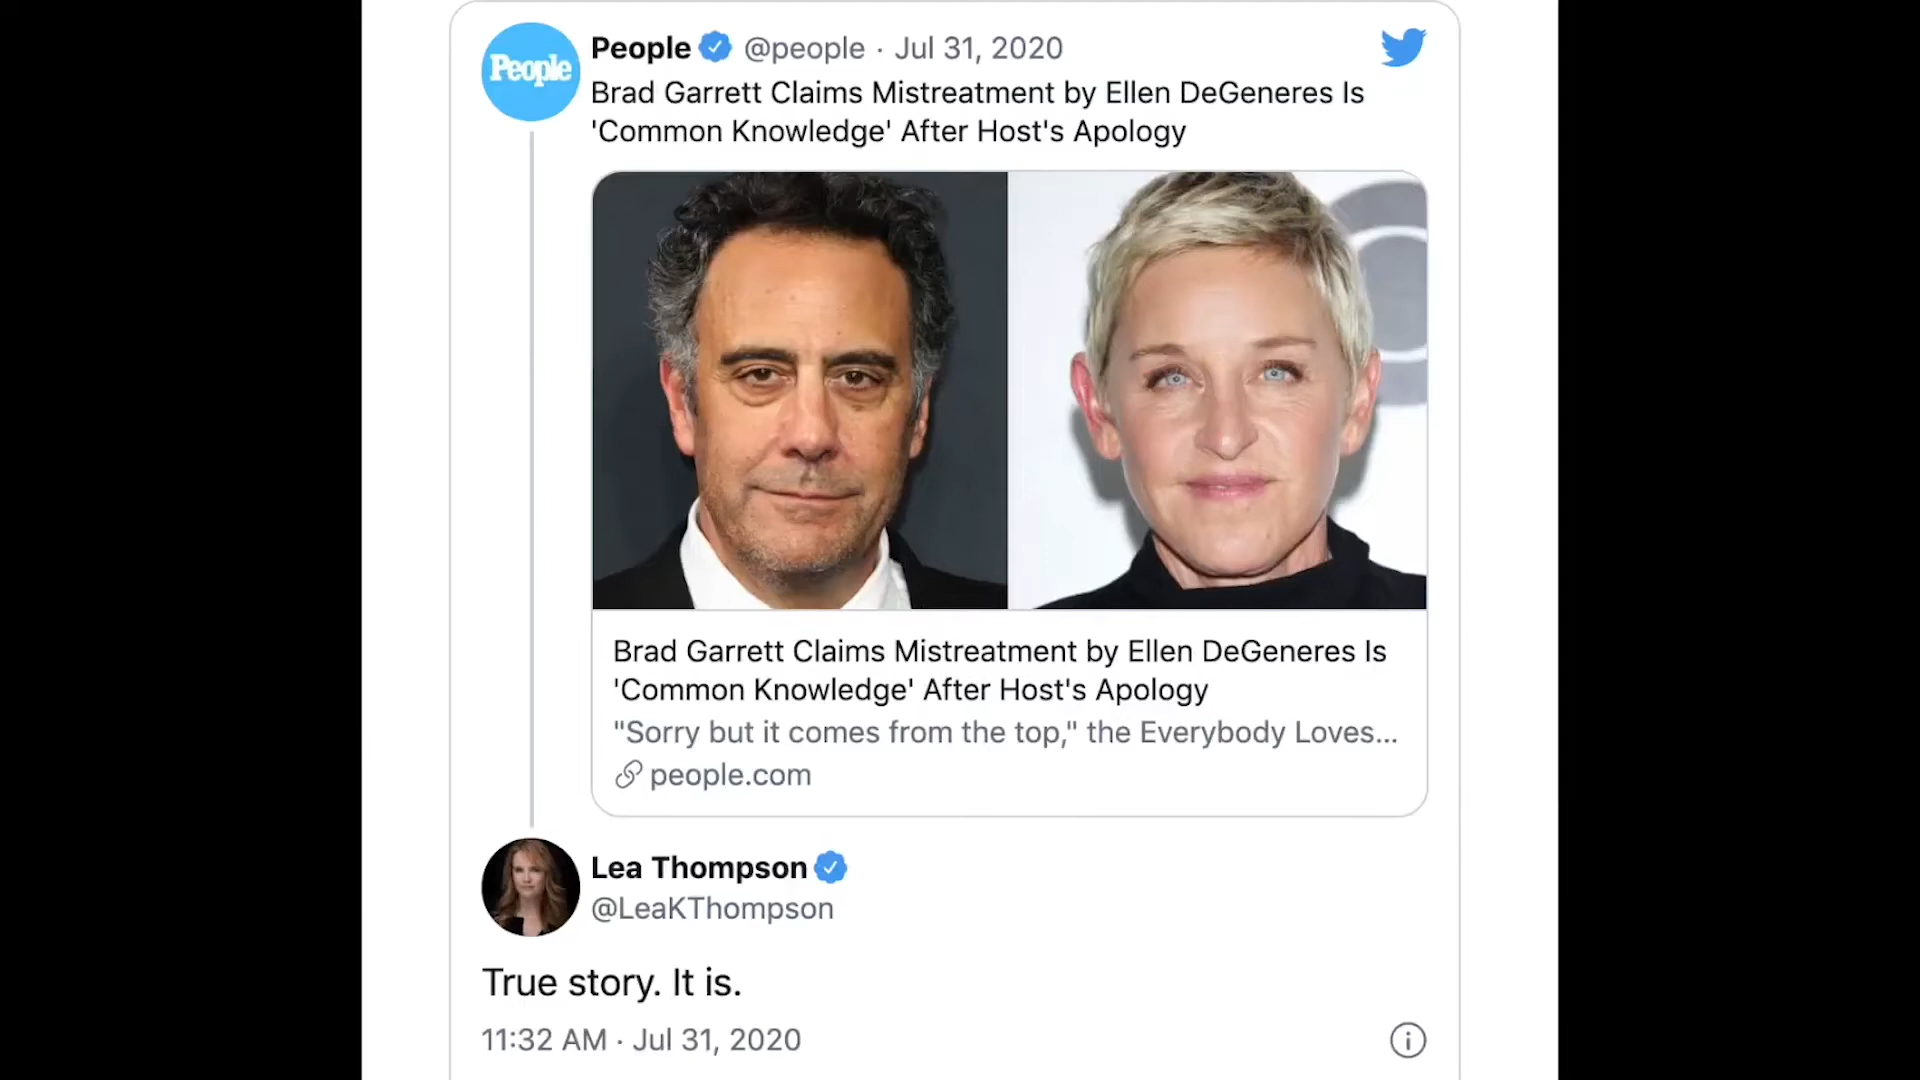 People
People @people · Jul 31, 2020
Brad Garrett Claims Mistreatment by Ellen DeGeneres Is
'Common Knowledge' After Host's Apology
Brad Garrett Claims Mistreatment by Ellen DeGeneres Is
'Common Knowledge' After Host's Apology
"Sorry but it comes from the top," the Everybody Loves...
people.com
Lea Thompson
@LeaKThompson
True story. It is.
11:32 AM · Jul 31, 2020